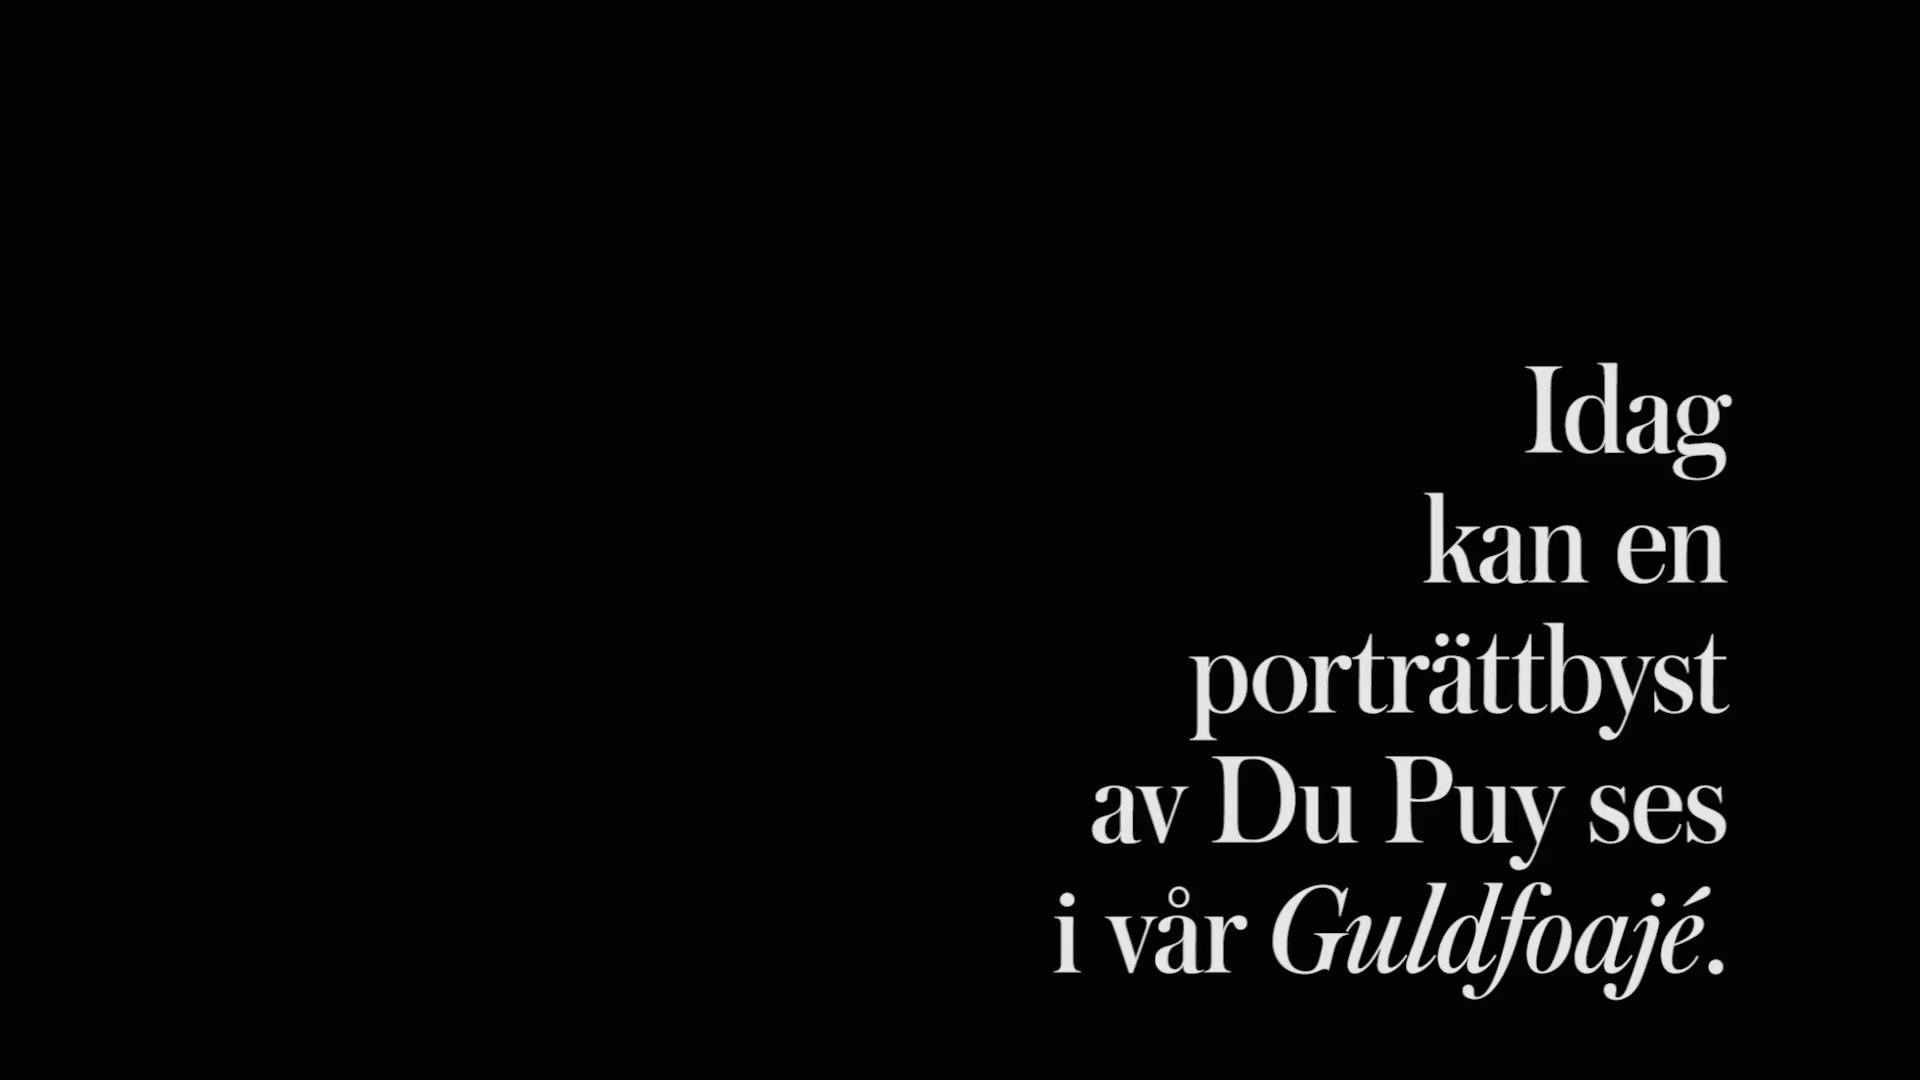 Idag
kan en
porträttbyst
av Du Puy ses
i vår Guldfoajé.